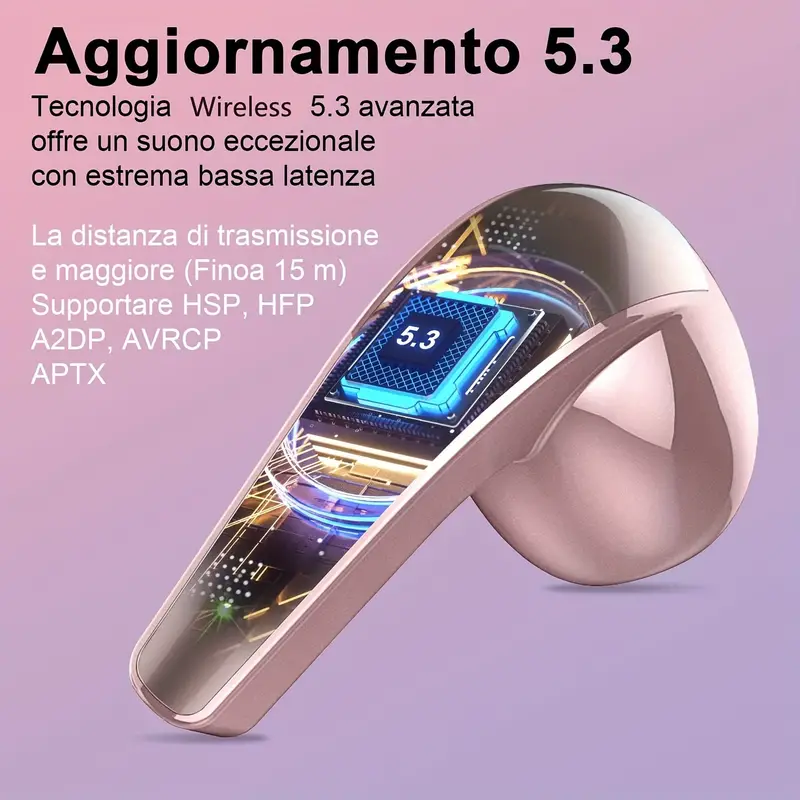 Aggiornamento 5.3
Tecnologia Wireless 5.3 avanzata
offre un suono eccezionale
con estrema bassa latenza
La distanza di trasmissione
e maggiore (Finoa 15 m)
Supportare HSP, HFP
A2DP, AVRCP
APTX
5.3